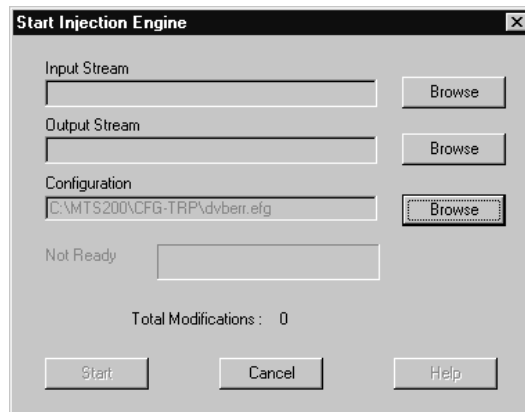 Start Injection Engine
Input Stream
Browse
Output Stream
Browse
Configuration
C:\MTS200\CFG-TRP\dvberr.efg
Browse
Not Ready
Total Modifications : 0
Start Cancel Help